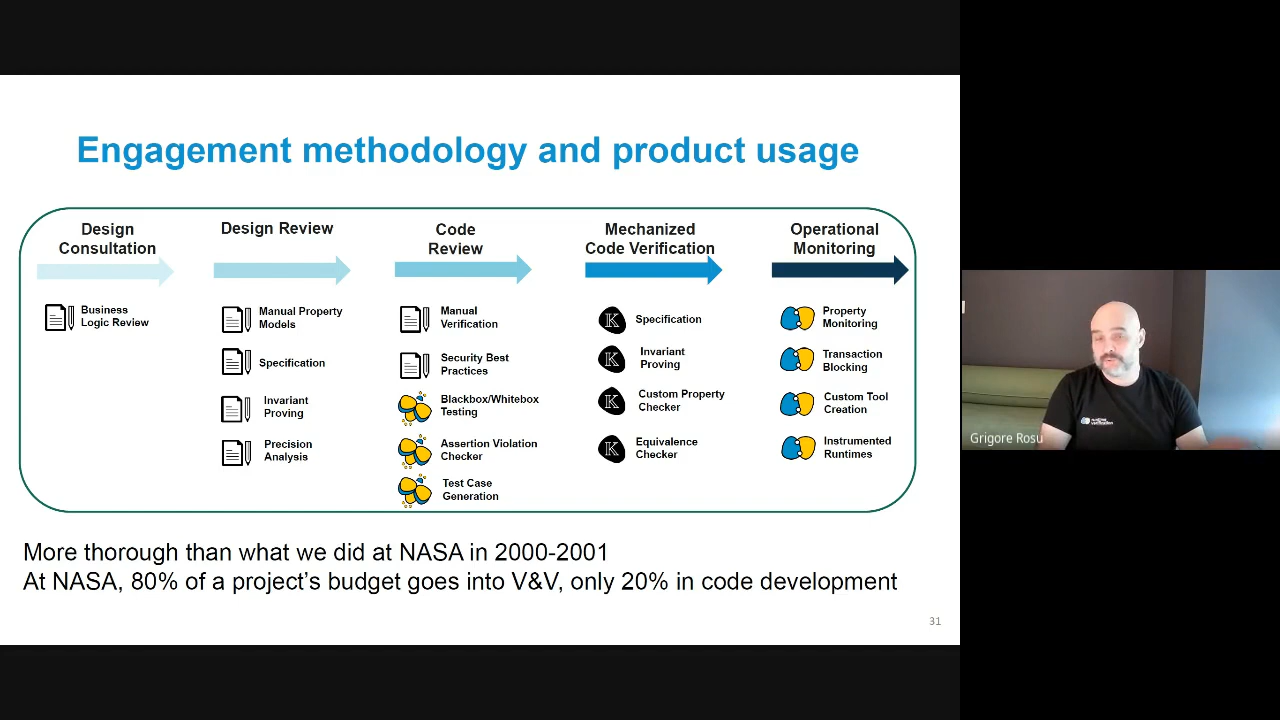 Engagement methodology and product usage
Design
Consultation
Design Review
Code
Review
Mechanized
Code Verification
Operational
Monitoring
Business
Logic Review
Manual Property
Models
Specification
Invariant
Proving
Precision
Analysis
Manual
Verification
Security Best
Practices
Blackbox/Whitebox
Testing
Assertion Violation
Checker
Test Case
Generation
K
Specification
K
Invariant
Proving
K
Custom Property
Checker
K
Equivalence
Checker
Property
Monitoring
Transaction
Blocking
Custom Tool
Creation
Instrumented
Runtimes
More thorough than what we did at NASA in 2000-2001
At NASA, 80% of a project’s budget goes into V&V, only 20% in code development
31
runtime
verification
Grigore Rosu